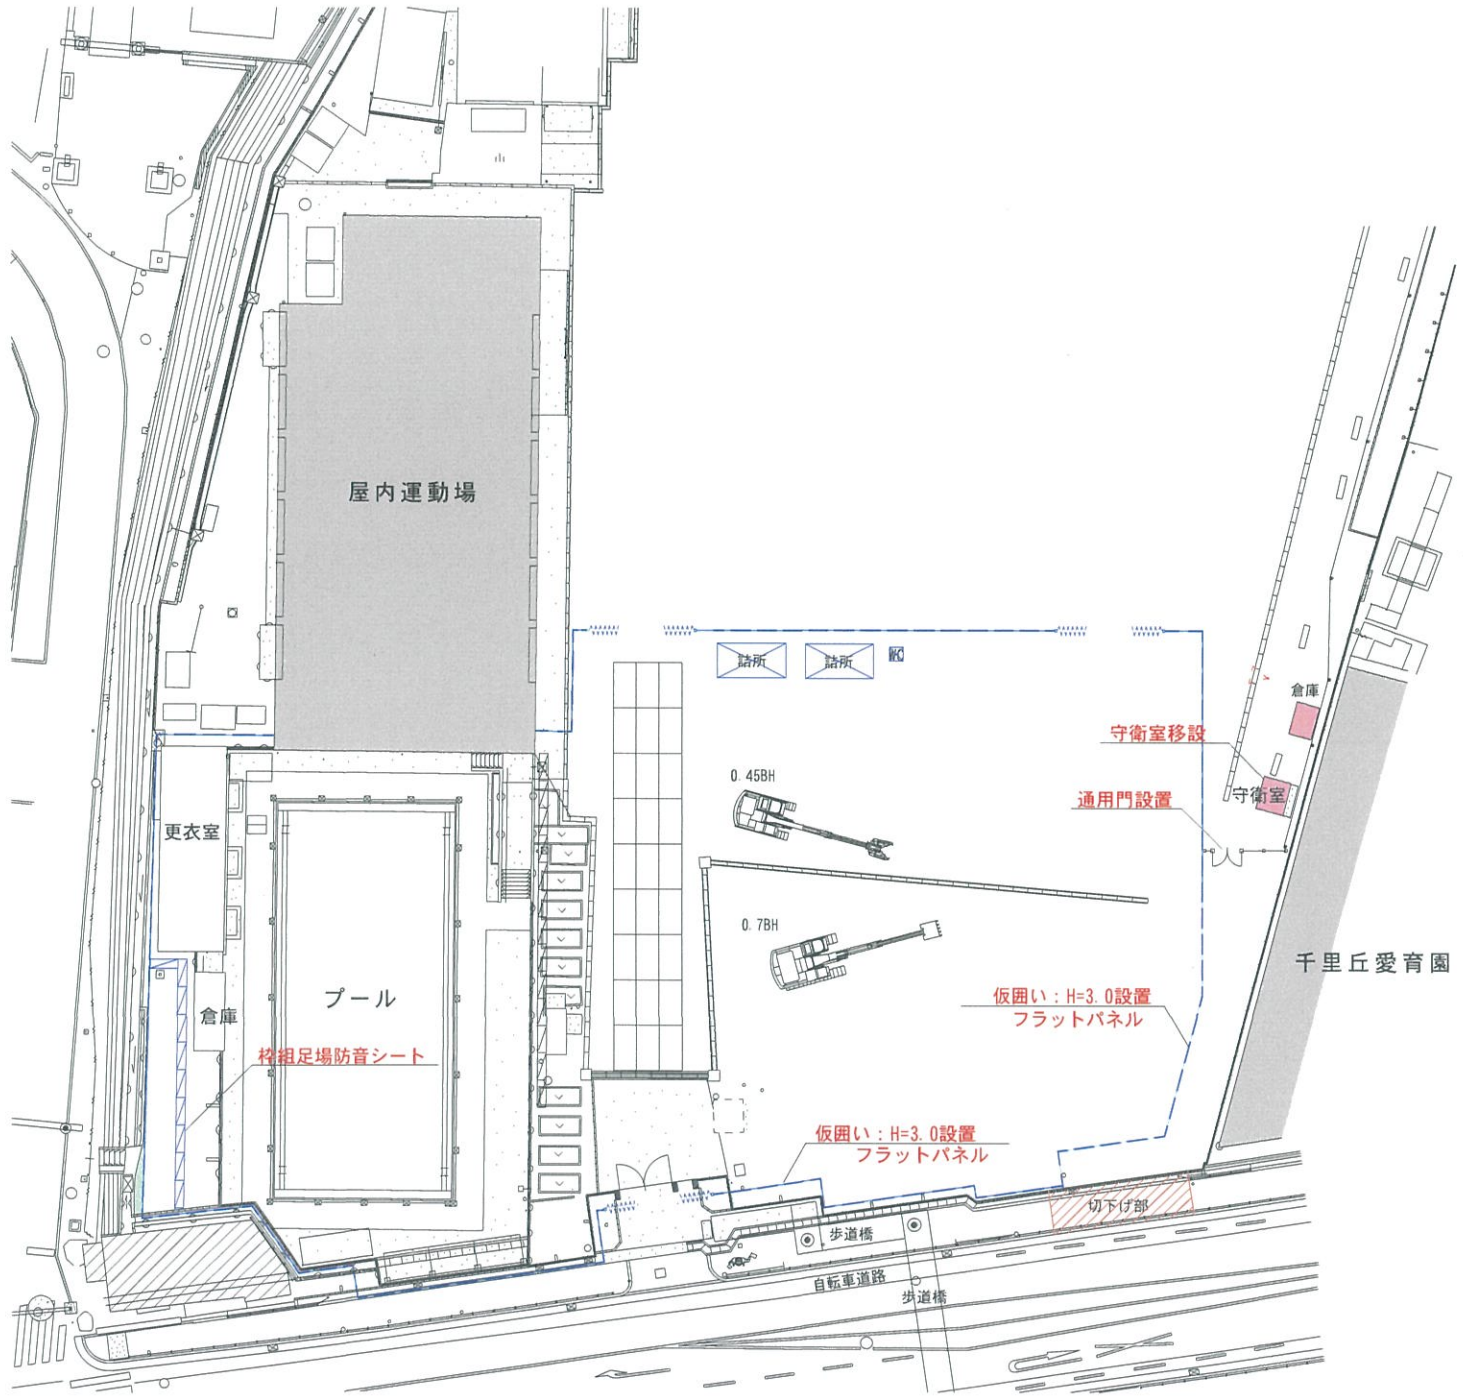 屋内運動場
詰所
詰所
WC
倉庫
守衛室移設
守衛室
0.45BH
通用門設置
更衣室
0.7BH
千里丘愛育園
プール
仮囲い：H=3.0設置
フラットパネル
倉庫
枠組足場防音シート
仮囲い：H=3.0設置
フラットパネル
切下げ部
歩道橋
自転車道路
歩道橋